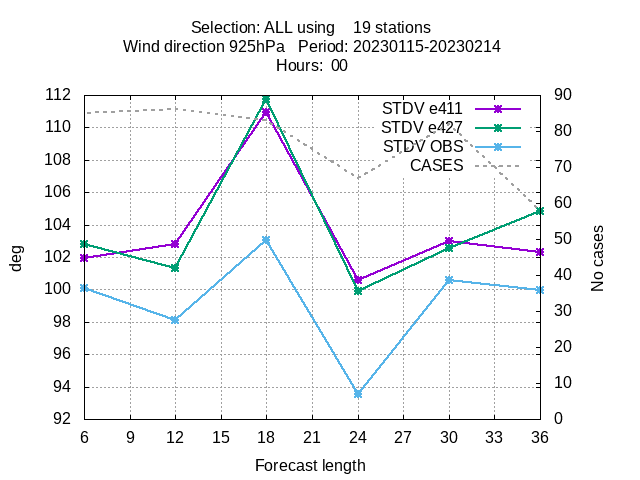 Selection: ALL using    19 stations
Wind direction 925hPa   Period: 20230115-20230214
Hours:  00
112
110
108
106
104
102
100
98
96
94
92
deg
STDV e411
STDV e427
STDV OBS
CASES
90
80
70
60
50
40
30
20
10
0
No cases
6 9 12 15 18 21 24 27 30 33 36
Forecast length